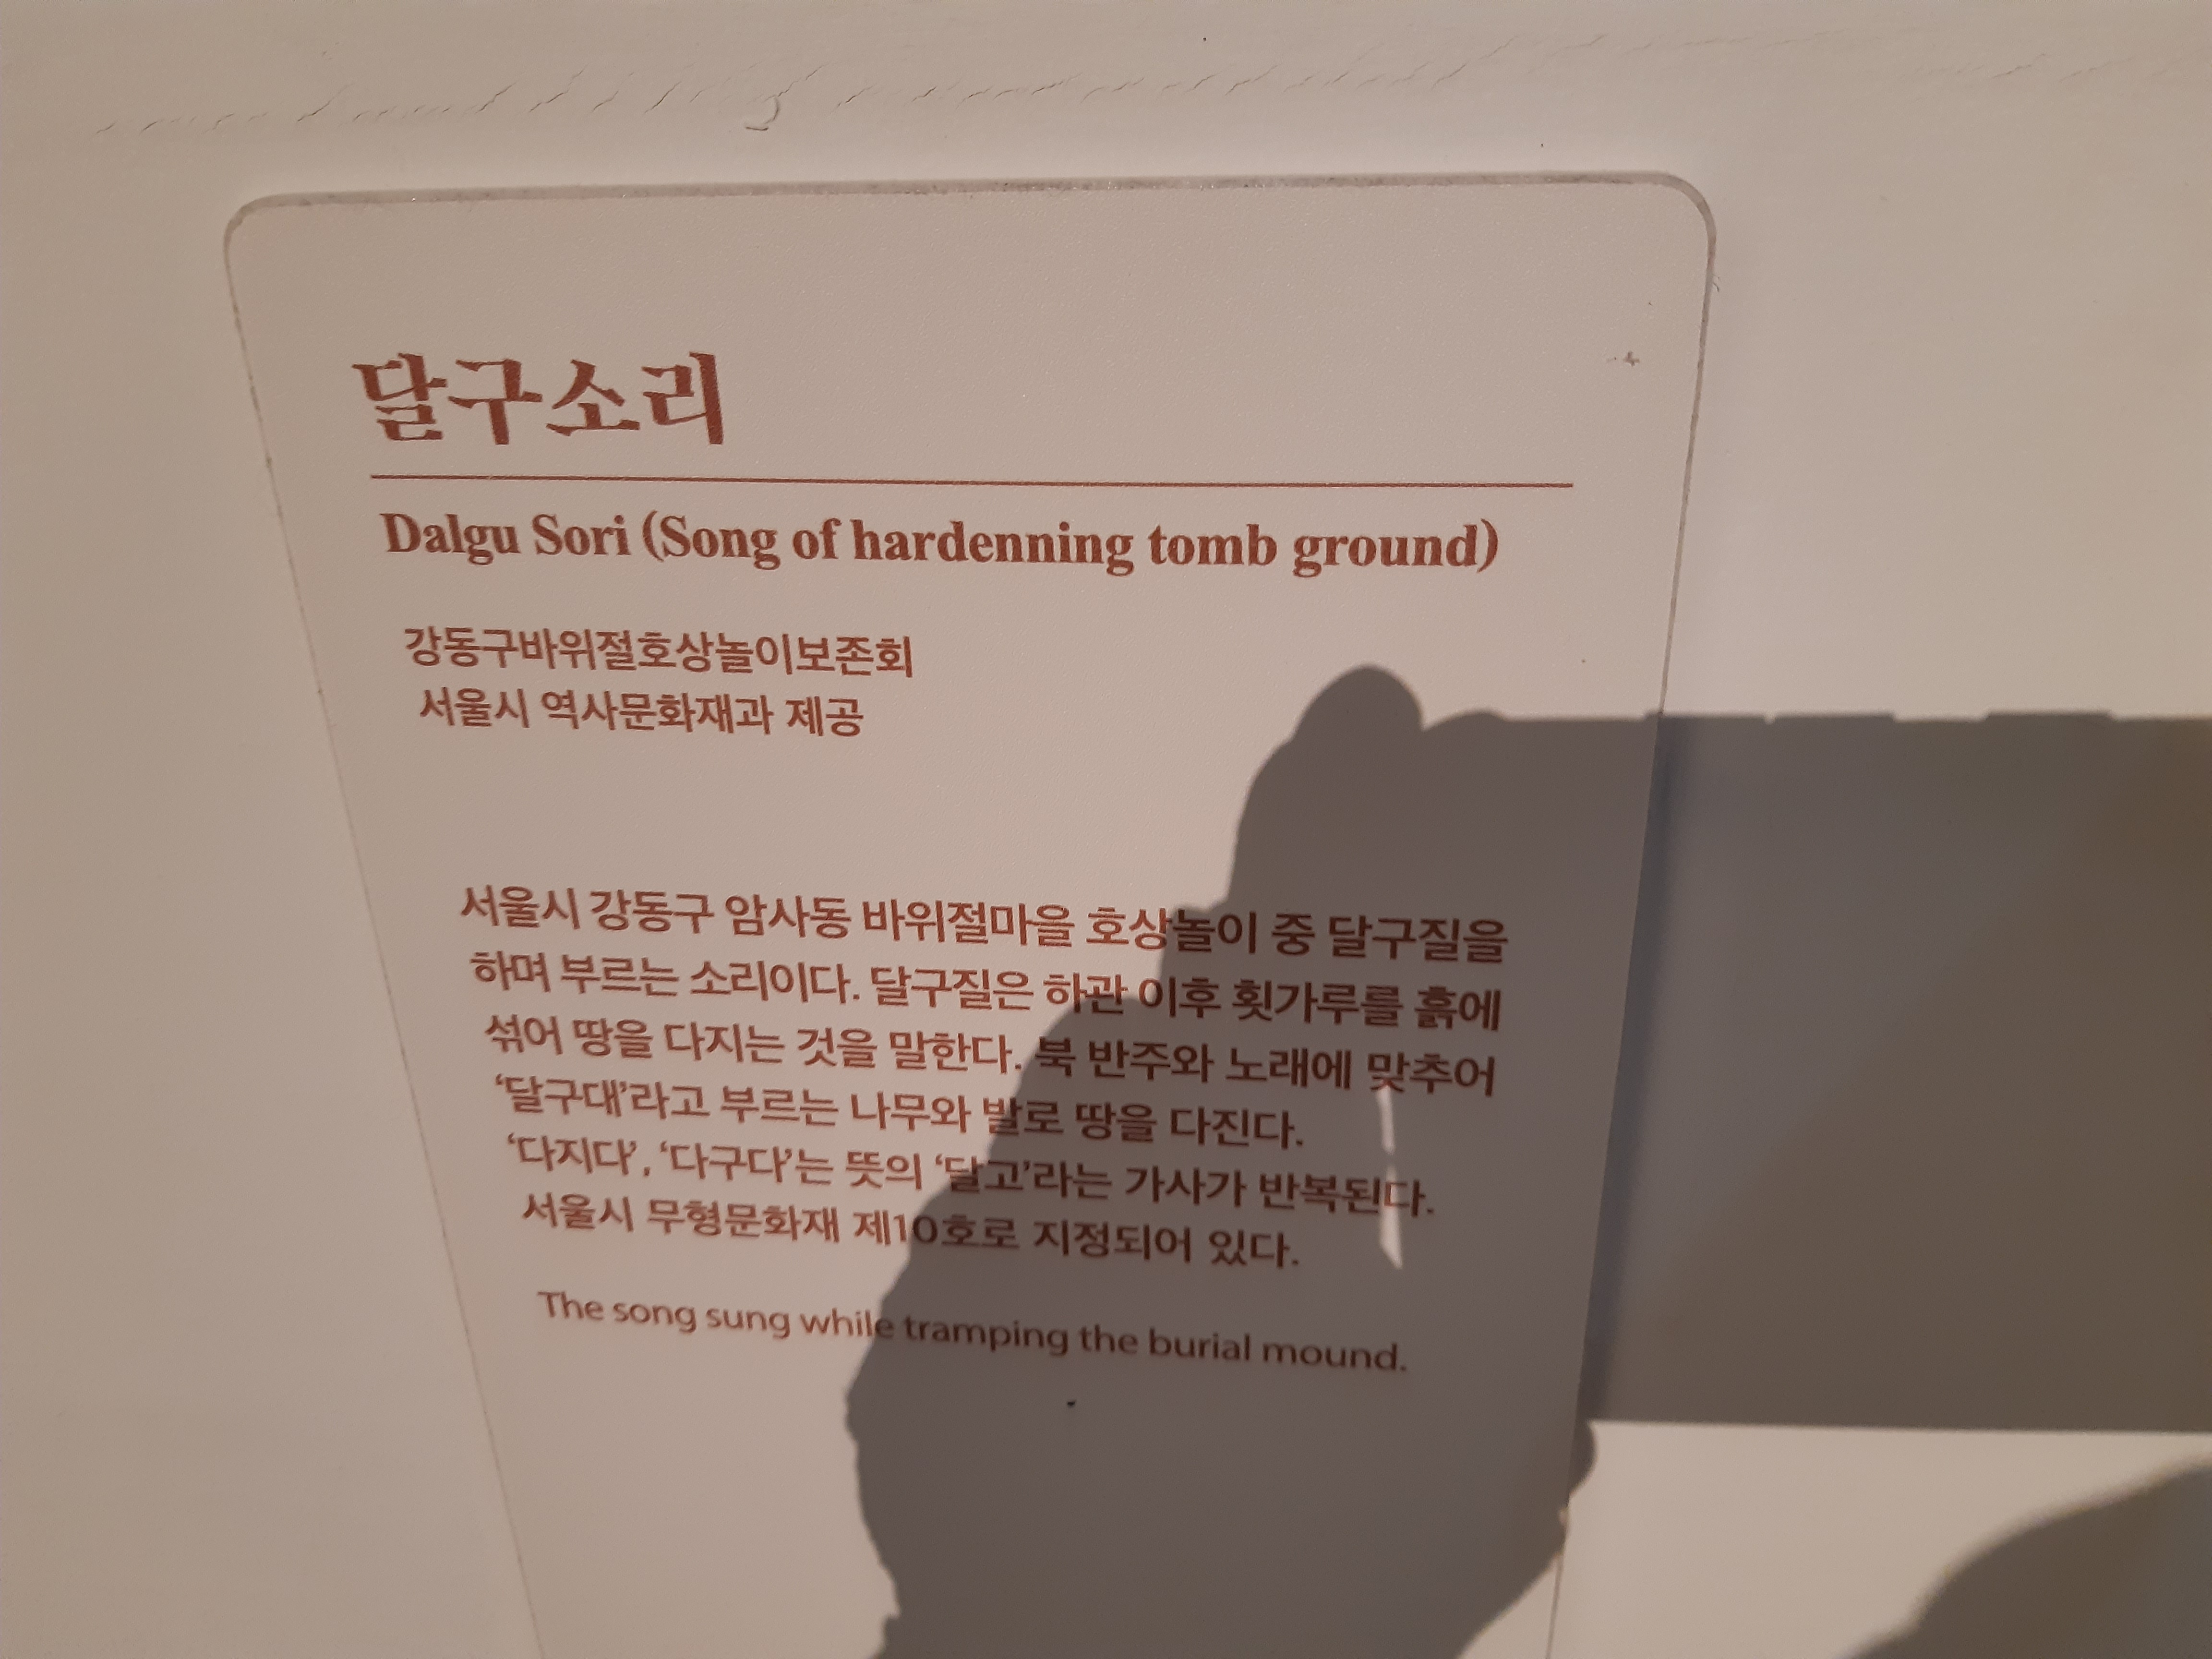 달구소리
Dalgu Sori (Song of hardenning tomb ground)
강동구바위절호상놀이보존회
서울시 역사문화재과 제공
서울시 강동구 암사동 바위절마을 호상놀이 중 달구질을
하며 부르는 소리이다. 달구질은 하관 이후 횟가루를 흙에
섞어 땅을 다지는 것을 말한다. 북 반주와 노래에 맞추어
‘달구대’라고 부르는 나무와 발로 땅을 다진다.
‘다지다’, ‘다구다’는 뜻의 ‘달고’라는 가사가 반복된다.
서울시 무형문화재 제10호로 지정되어 있다.
The song sung while tramping the burial mound.